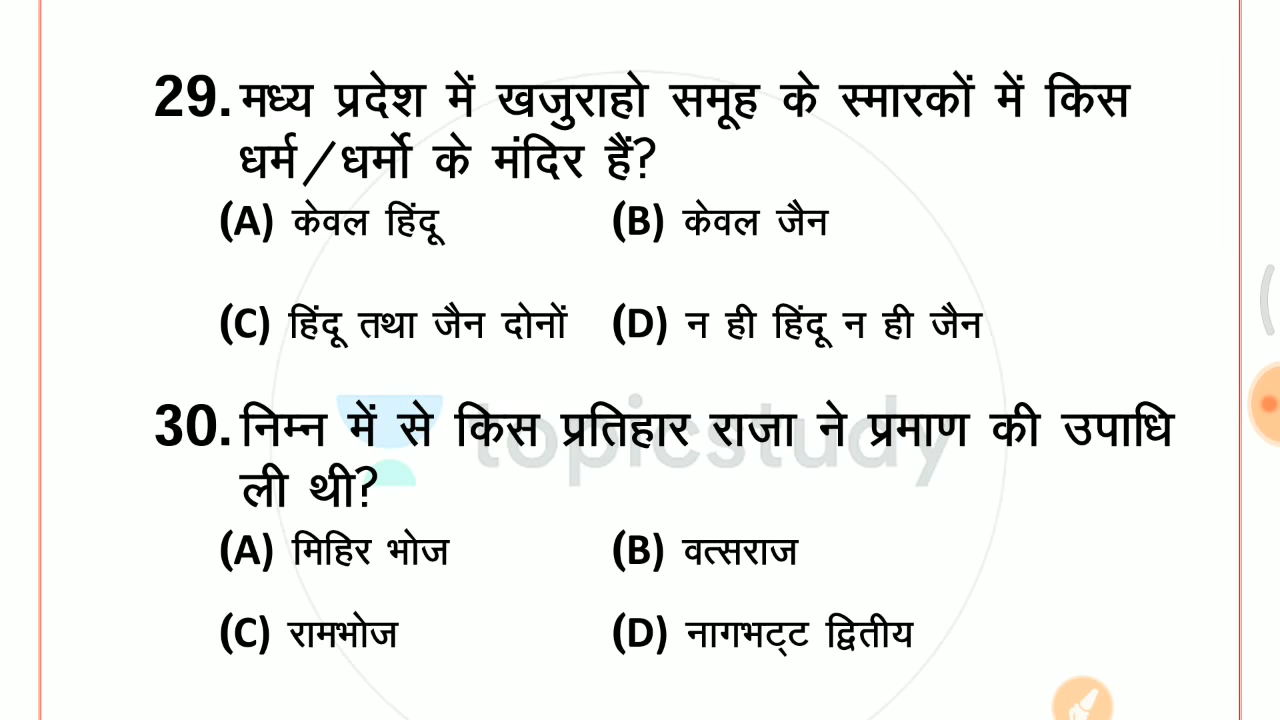 29. मध्य प्रदेश में खजुराहो समूह के स्मारकों में किस
धर्म/धर्मो के मंदिर हैं?
(A) केवल हिंदू (B) केवल जैन
(C) हिंदू तथा जैन दोनों (D) न ही हिंदू न ही जैन
topicstudy
30. निम्न में से किस प्रतिहार राजा ने प्रमाण की उपाधि
ली थी?
(A) मिहिर भोज (B) वत्सराज
(C) रामभोज (D) नागभट्‌ट द्वितीय